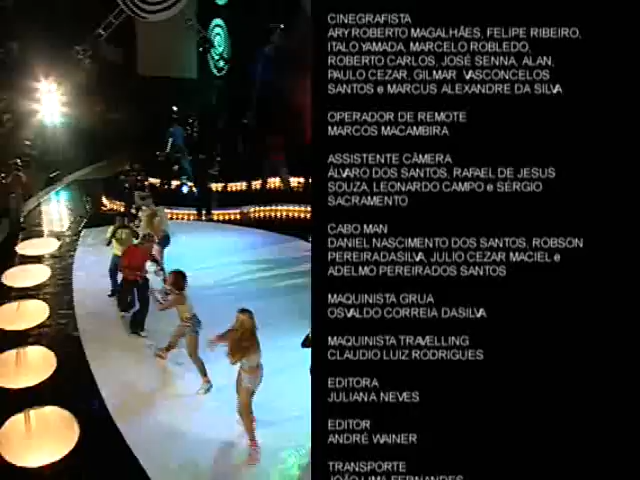 CINEGRAFISTA
ARY ROBERTO MAGALHÃES, FELIPE RIBEIRO,
ITALO YAMADA, MARCELO ROBLEDO,
ROBERTO CARLOS, JOSÉ SENNA, ALAN,
PAULO CEZAR, GILMAR VASCONCELOS
SANTOS e MARCUS ALEXANDRE DA SILVA
OPERADOR DE REMOTE
MARCOS MACAMBIRA
ASSISTENTE CÂMERA
ÁLVARO DOS SANTOS, RAFAEL DE JESUS
SOUZA, LEONARDO CAMPO e SÉRGIO
SACRAMENTO
CABO MAN
DANIEL NASCIMENTO DOS SANTOS, ROBSON
PEREIRADASILVA, JULIO CEZAR MACIEL e
ADELMO PEREIRADOS SANTOS
MAQUINISTA GRUA
OSVALDO CORREIA DASILVA
MAQUINISTA TRAVELLING
CLAUDIO LUIZ RODRIGUES
EDITORA
JULIANA NEVES
EDITOR
ANDRÉ WAINER
TRANSPORTE
JOÃO LIMA FERNANDES